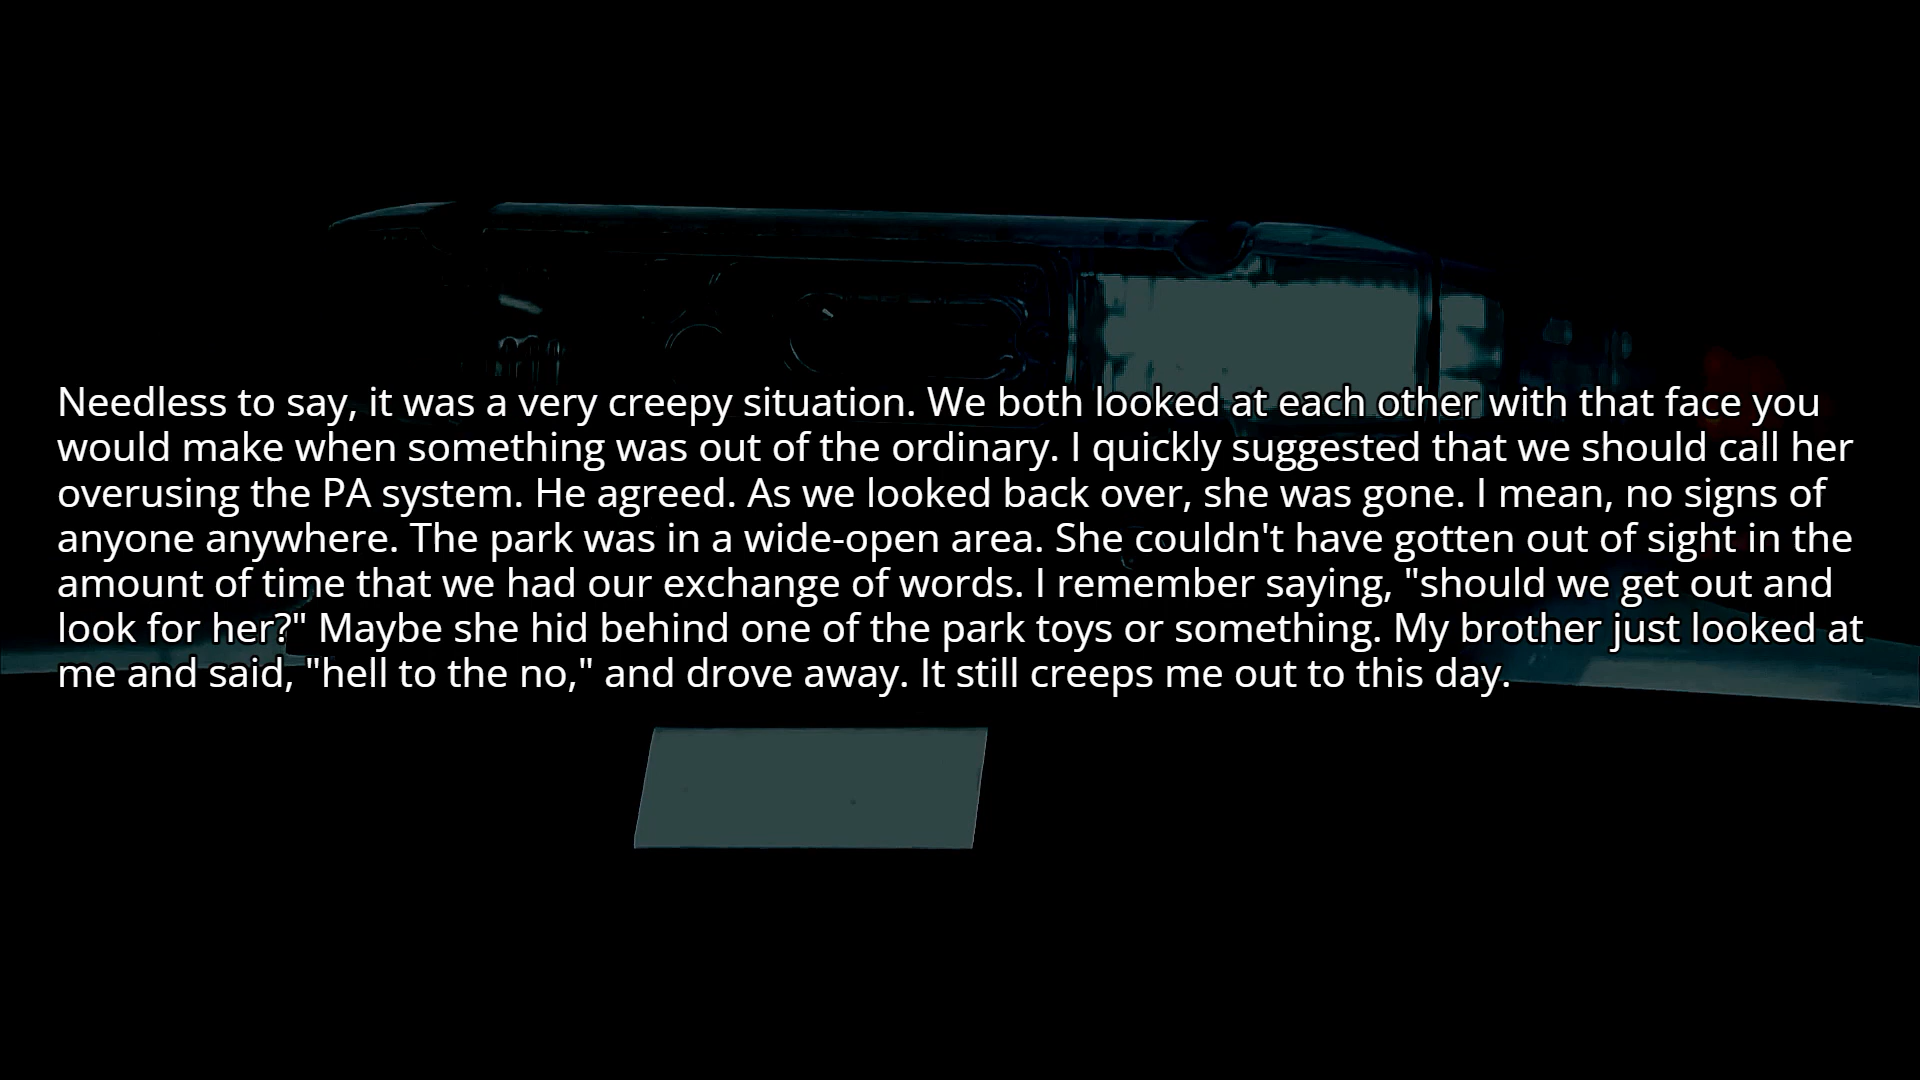 Needless to say, it was a very creepy situation. We both looked at each other with that face you
would make when something was out of the ordinary. I quickly suggested that we should call her
overusing the PA system. He agreed. As we looked back over, she was gone. I mean, no signs of
anyone anywhere. The park was in a wide-open area. She couldn't have gotten out of sight in the
amount of time that we had our exchange of words. I remember saying, "should we get out and
look for her?" Maybe she hid behind one of the park toys or something. My brother just looked at
me and said, "hell to the no," and drove away. It still creeps me out to this day.